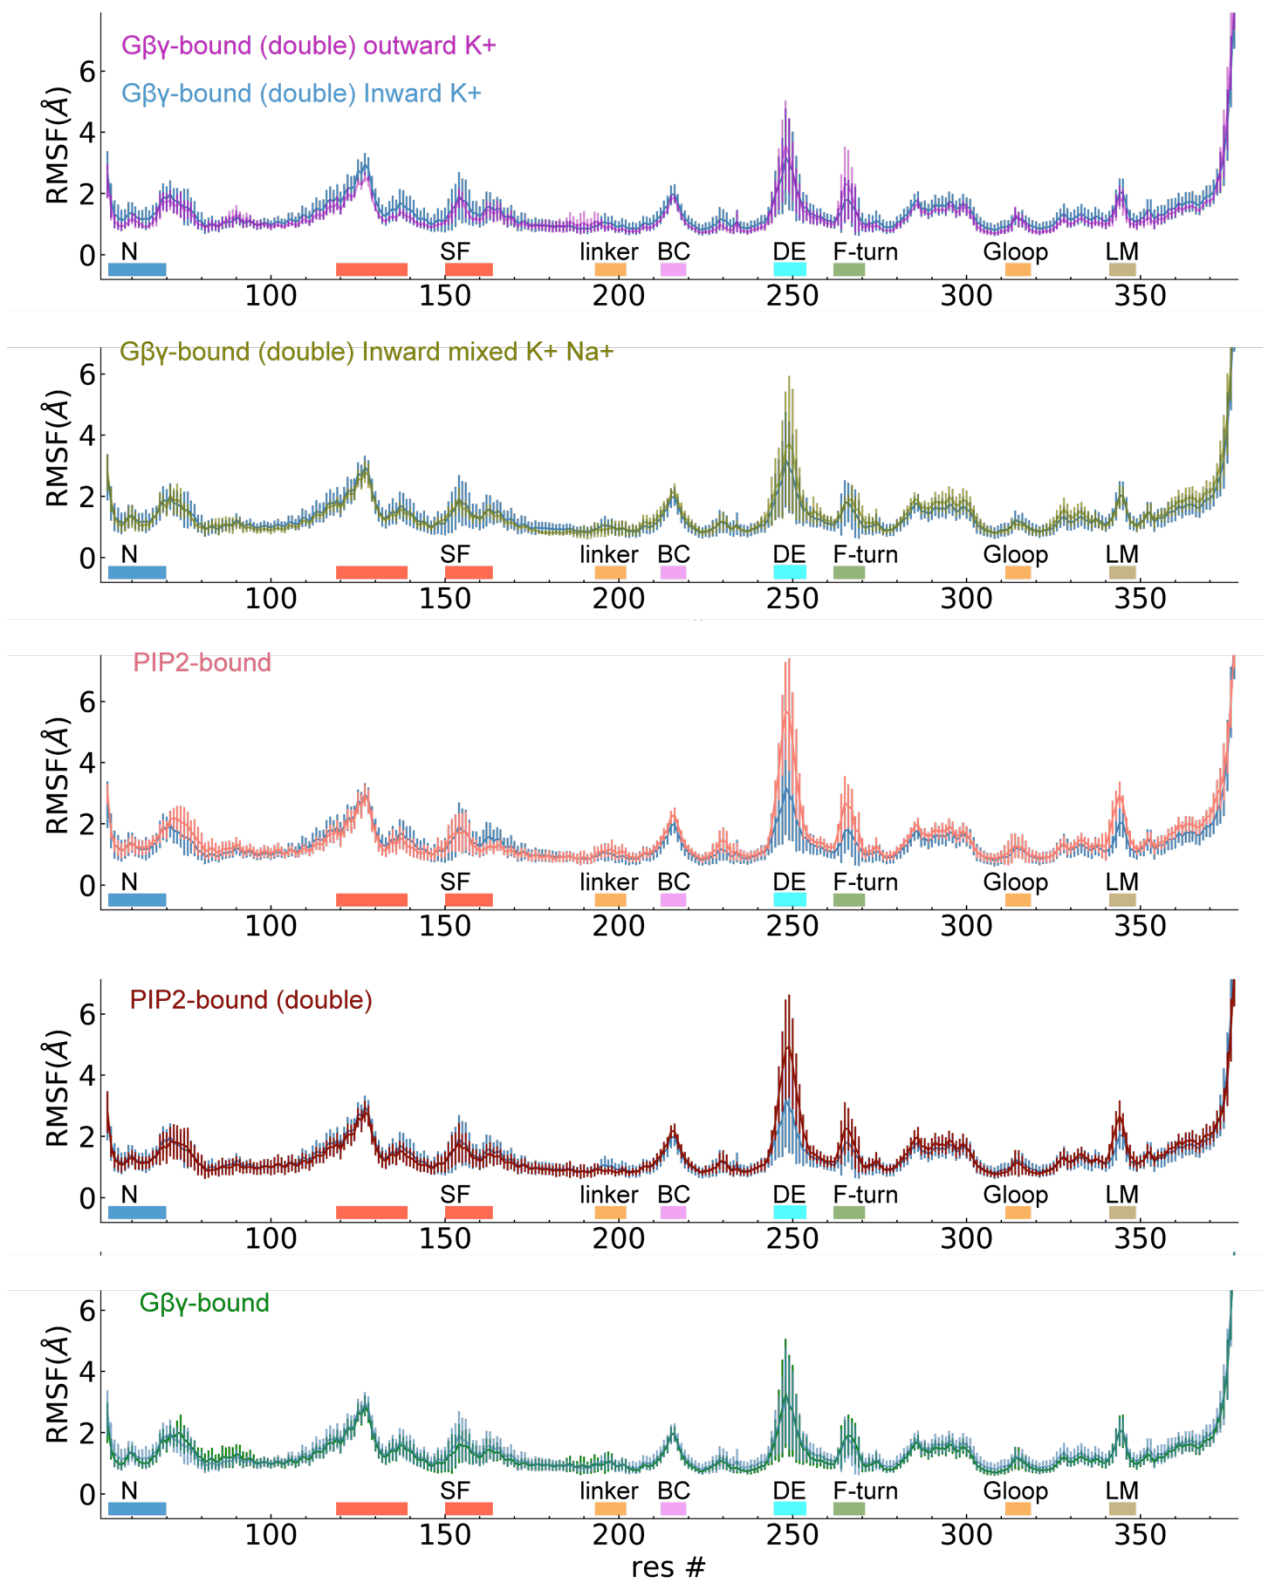 Gβγ-bound (double) outward K+
Gβγ-bound (double) Inward K+
RMSF(Å)
6
4
2
0
N SF linker BC DE F-turn Gloop LM
100 150 200 250 300 350
Gβγ-bound (double) Inward mixed K+ Na+
RMSF(Å)
6
4
2
0
N SF linker BC DE F-turn Gloop LM
100 150 200 250 300 350
PIP2-bound
RMSF(Å)
6
4
2
0
N SF linker BC DE F-turn Gloop LM
100 150 200 250 300 350
PIP2-bound (double)
RMSF(Å)
6
4
2
0
N SF linker BC DE F-turn Gloop LM
100 150 200 250 300 350
Gβγ-bound
RMSF(Å)
6
4
2
0
N SF linker BC DE F-turn Gloop LM
100 150 200 250 300 350
res #